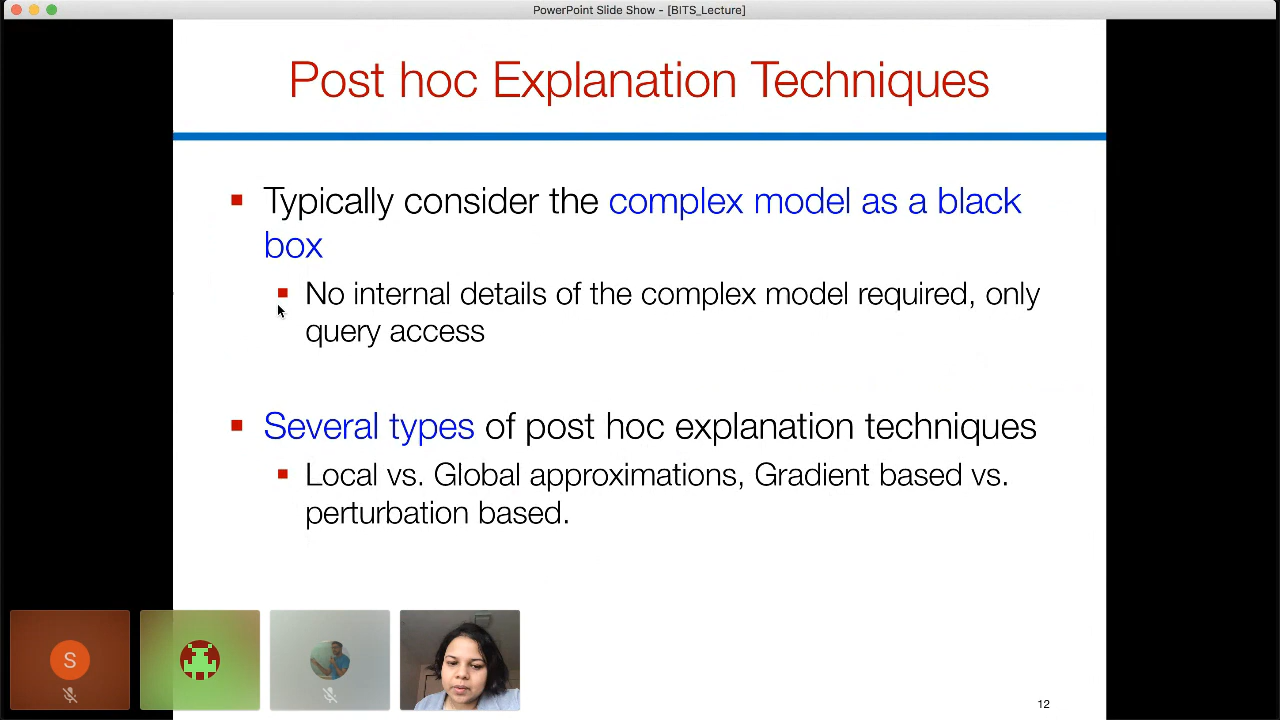 PowerPoint Slide Show - [BITS_Lecture]
Post hoc Explanation Techniques
Typically consider the complex model as a black
box
No internal details of the complex model required, only
query access
Several types of post hoc explanation techniques
Local vs. Global approximations, Gradient based vs.
perturbation based.
S
12